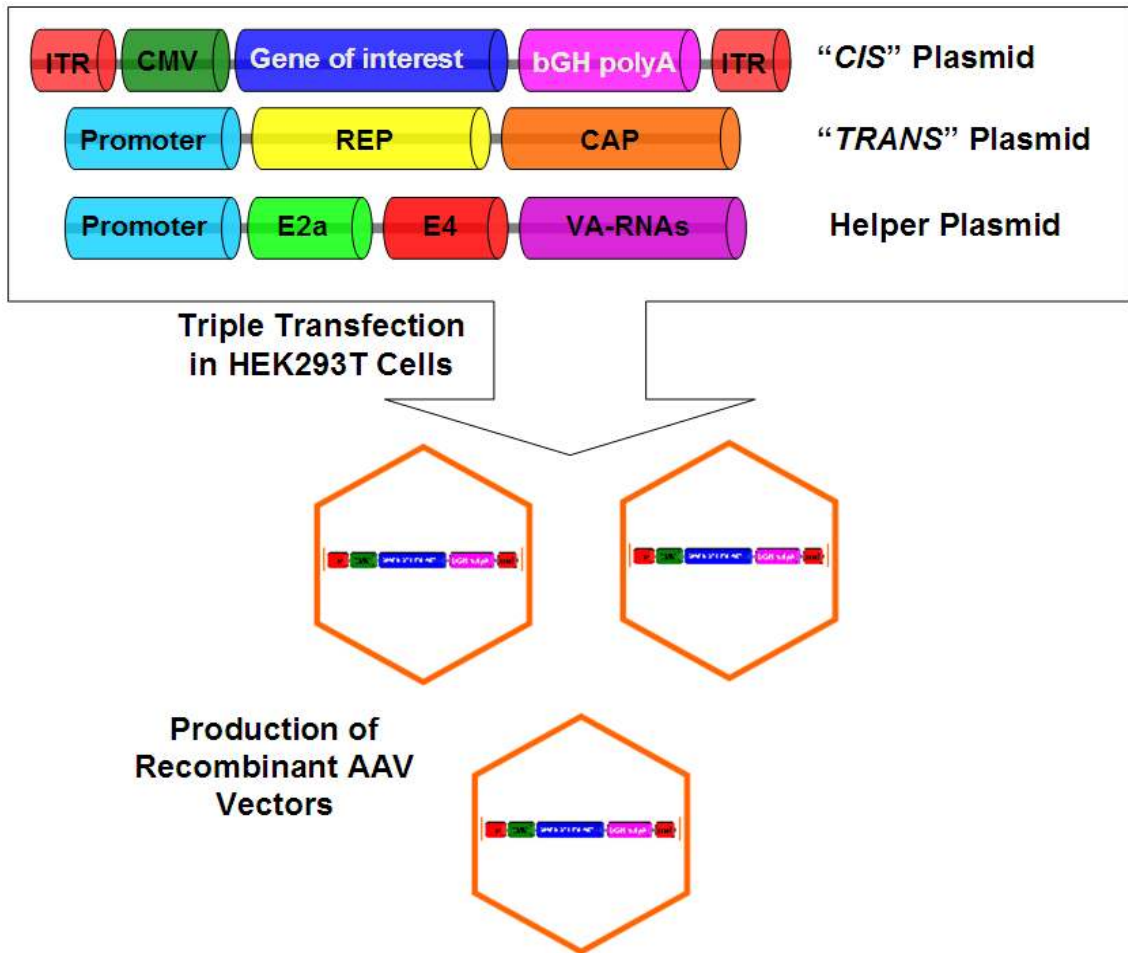 ITR CMV Gene of interest bGH polyA ITR "CIS" Plasmid
Promoter REP CAP "TRANS" Plasmid
Promoter E2a E4 VA-RNAs Helper Plasmid
Triple Transfection
in HEK293T Cells
Production of
Recombinant AAV
Vectors